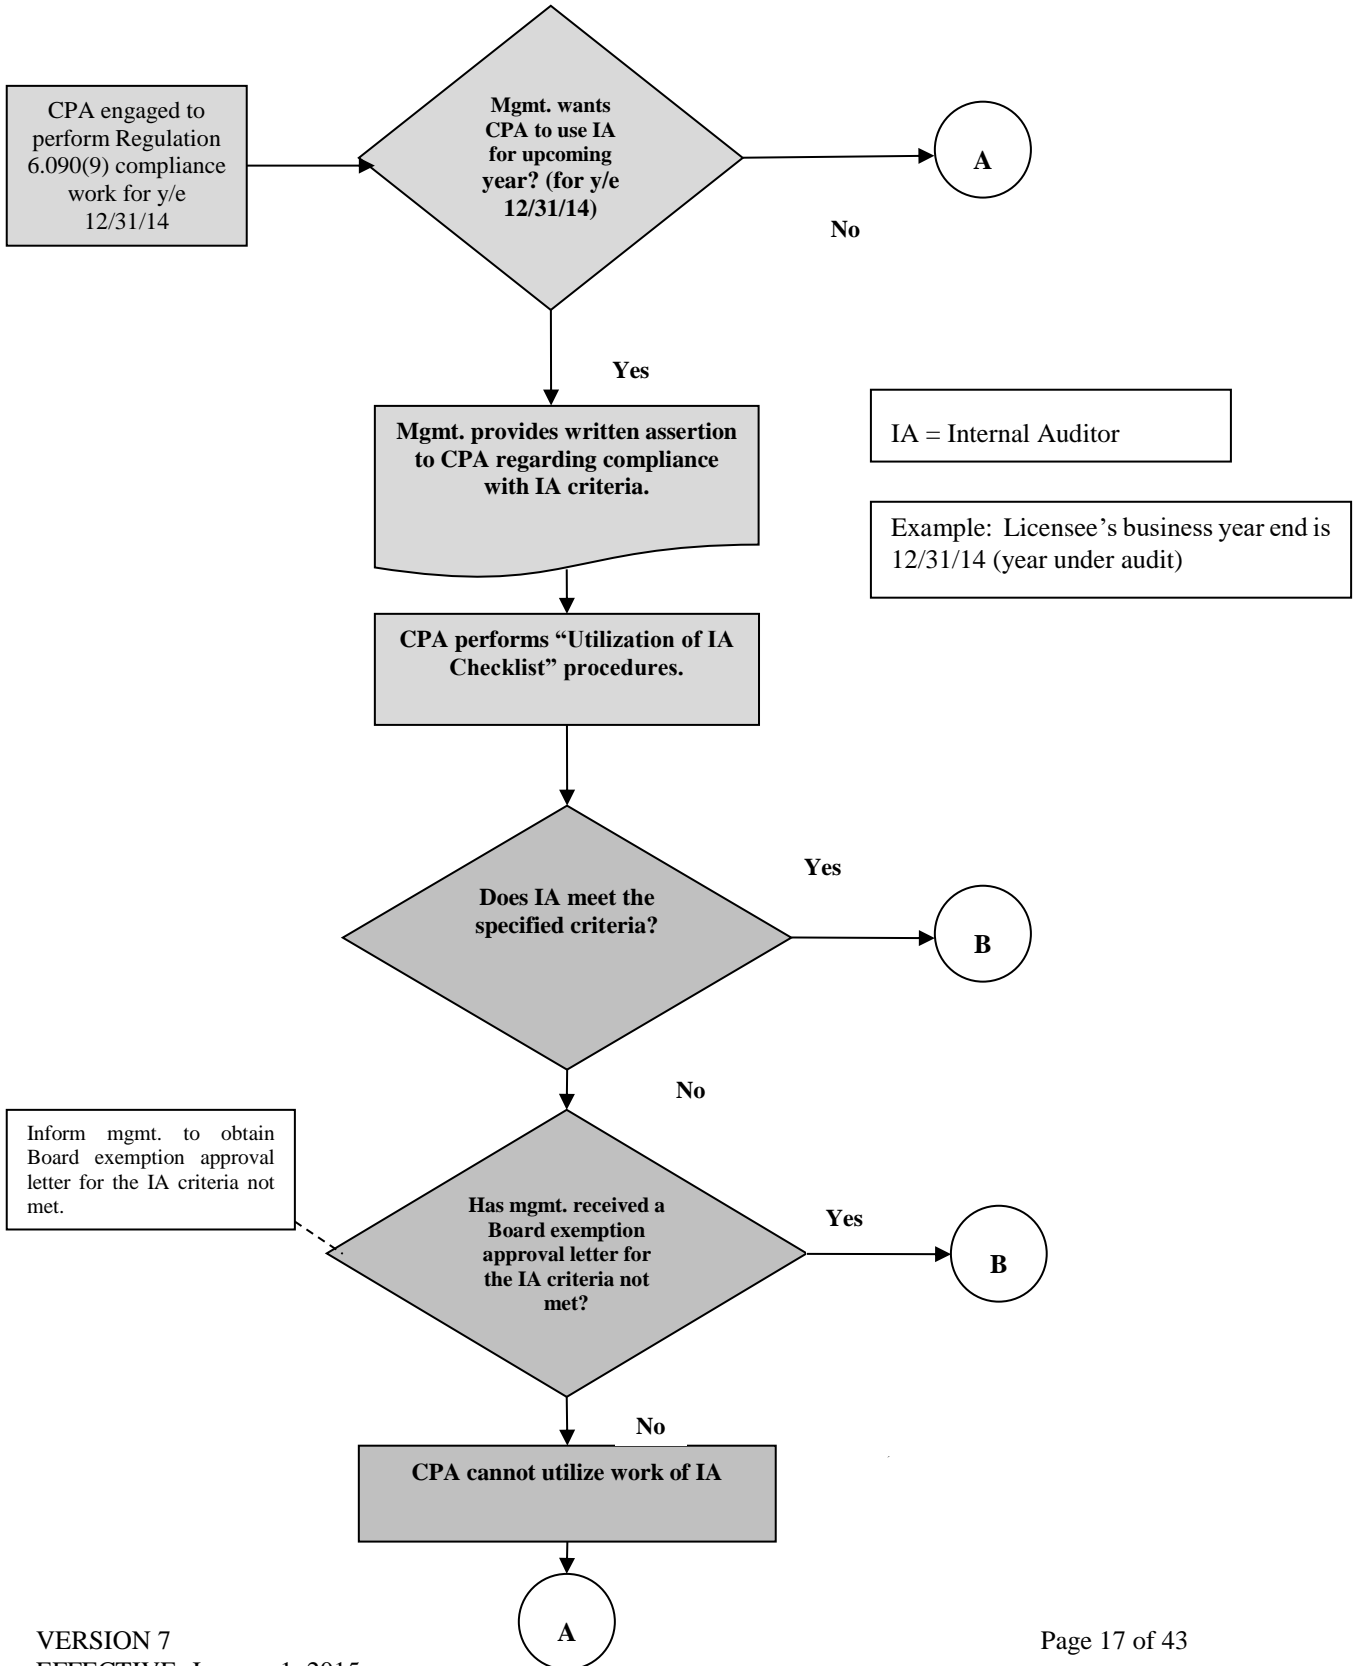 CPA engaged to
perform Regulation
6.090(9) compliance
work for y/e
12/31/14
Mgmt. wants
CPA to use IA
for upcoming
year? (for y/e
12/31/14)
A
No
Yes
Mgmt. provides written assertion
to CPA regarding compliance
with IA criteria.
IA = Internal Auditor
Example: Licensee’s business year end is
12/31/14 (year under audit)
CPA performs “Utilization of IA
Checklist” procedures.
Does IA meet the
specified criteria?
Yes
B
No
Inform mgmt. to obtain
Board exemption approval
letter for the IA criteria not
met.
Has mgmt. received a
Board exemption
approval letter for
the IA criteria not
met?
Yes
B
No
CPA cannot utilize work of IA
A
VERSION 7
Page 17 of 43